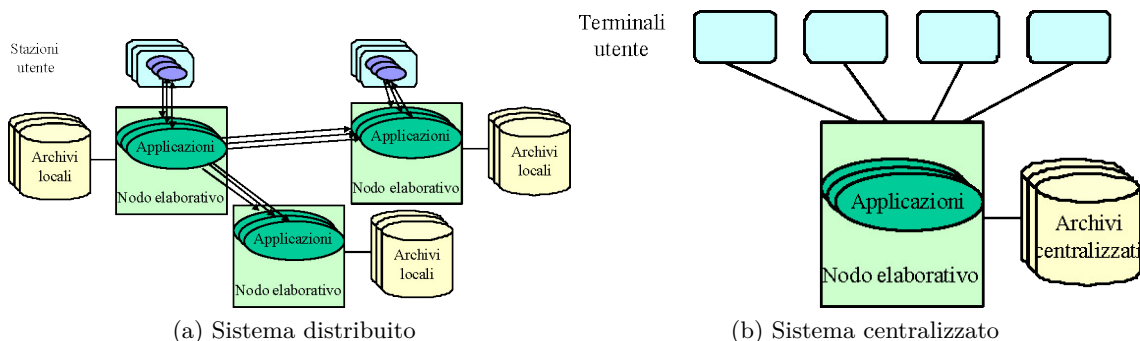 Stazioni
utente
Archivi
locali
Applicazioni
Nodo elaborativo
Applicazioni
Nodo elaborativo
Archivi
locali
Applicazioni
Nodo elaborativo
Archivi
locali
(a) Sistema distribuito
Terminali
utente
Applicazioni
Nodo elaborativo
Archivi
centralizzati
(b) Sistema centralizzato